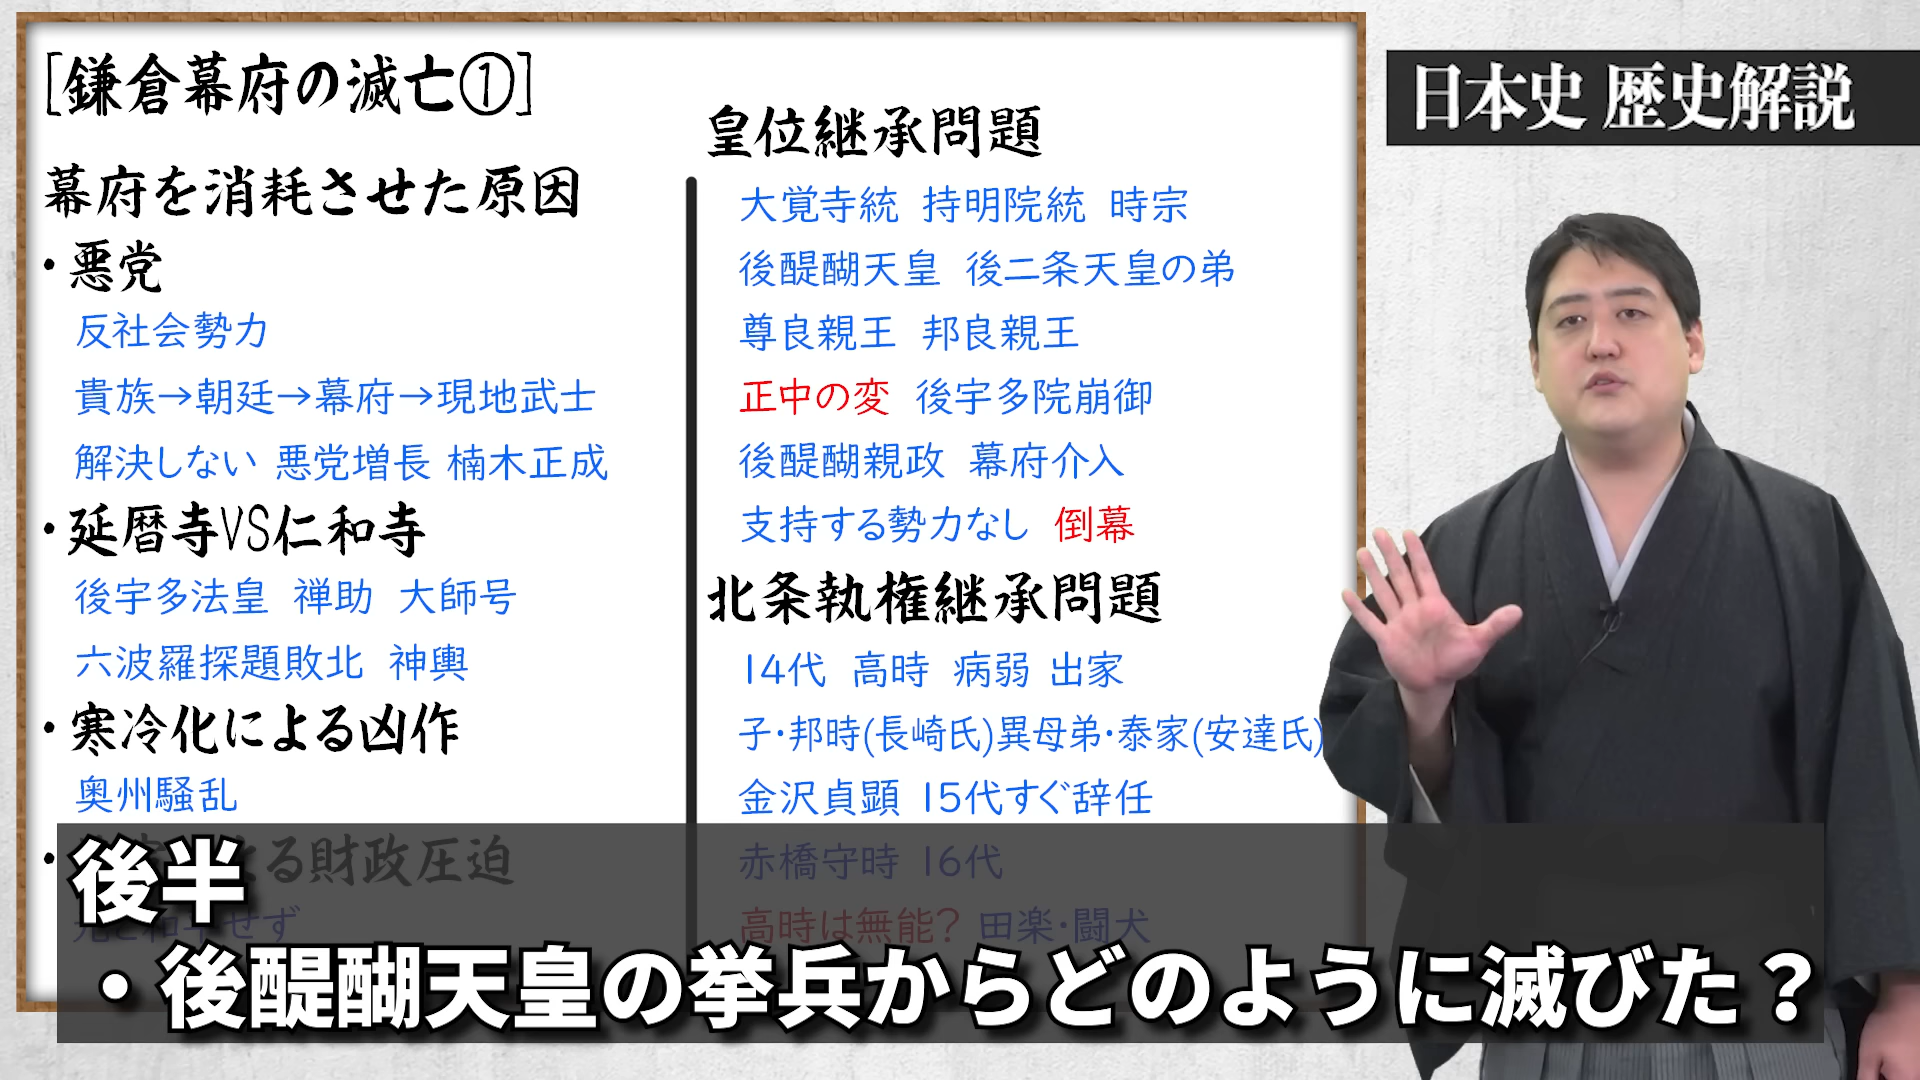 [鎌倉幕府の滅亡①]
幕府を消耗させた原因
・悪党
反社会勢力
貴族→朝廷→幕府→現地武士
解決しない 悪党増長 楠木正成
・延暦寺VS仁和寺
後宇多法皇 禅助 大師号
六波羅探題敗北 神輿
・寒冷化による凶作
奥州騒乱
よる財政圧迫
せず
皇位継承問題
大覚寺統 持明院統 時宗
後醍醐天皇 後二条天皇の弟
尊良親王 邦良親王
正中の変 後宇多院崩御
後醍醐親政 幕府介入
支持する勢力なし 倒幕
北条執権継承問題
14代 高時 病弱 出家
子・邦時(長崎氏)異母弟・泰家(安達氏)
金沢貞顕 15代すぐ辞任
赤橋守時 16代
高時は無能? 田楽・闘犬
日本史 歴史解説
後半
・後醍醐天皇の挙兵からどのように滅びた？